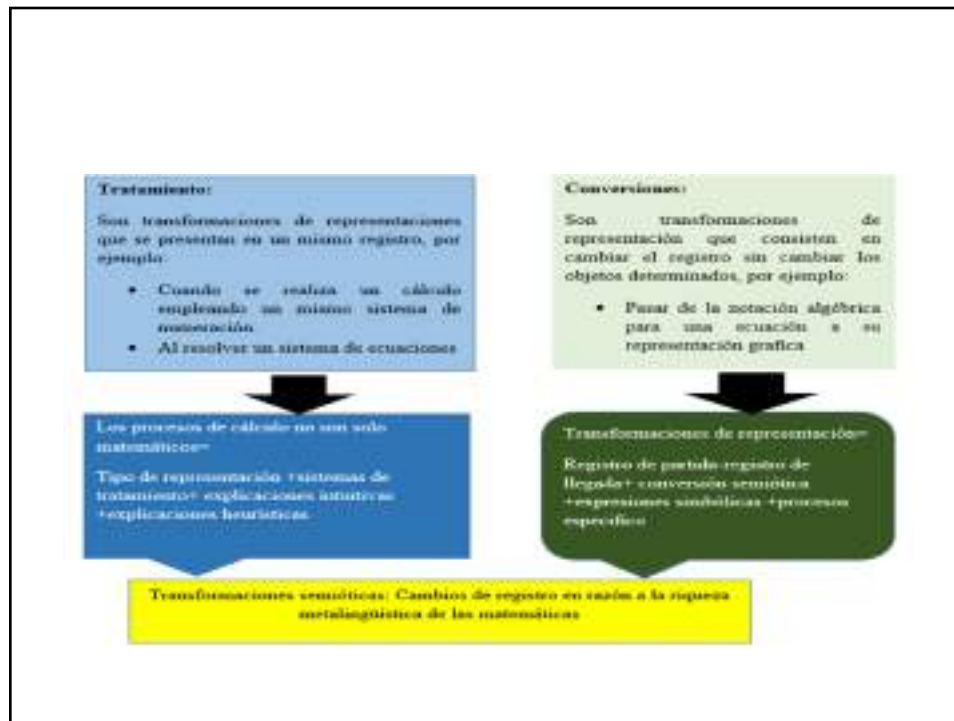 Tratamiento:
Son transformaciones de representaciones
que se presentan en un mismo registro, por
ejemplo:
• Cuando se realiza un cálculo
empleando un mismo sistema de
numeración
• Al resolver un sistema de ecuaciones
Los procesos de cálculo no son solo
matemáticos=
Tipo de representación +sistemas de
tratamiento+ explicaciones intuitivas
+explicaciones heurísticas
Conversiones:
Son transformaciones de
representación que consisten en
cambiar el registro sin cambiar los
objetos determinados, por ejemplo:
• Pasar de la notación algébrica
para una ecuación a su
representación grafica
Transformaciones de representación=
Registro de partida-registro de
llegada+ conversión semiótica
+expresiones simbólicas +procesos
especifico
Transformaciones semióticas: Cambios de registro en razón a la riqueza
metalingüística de las matemáticas